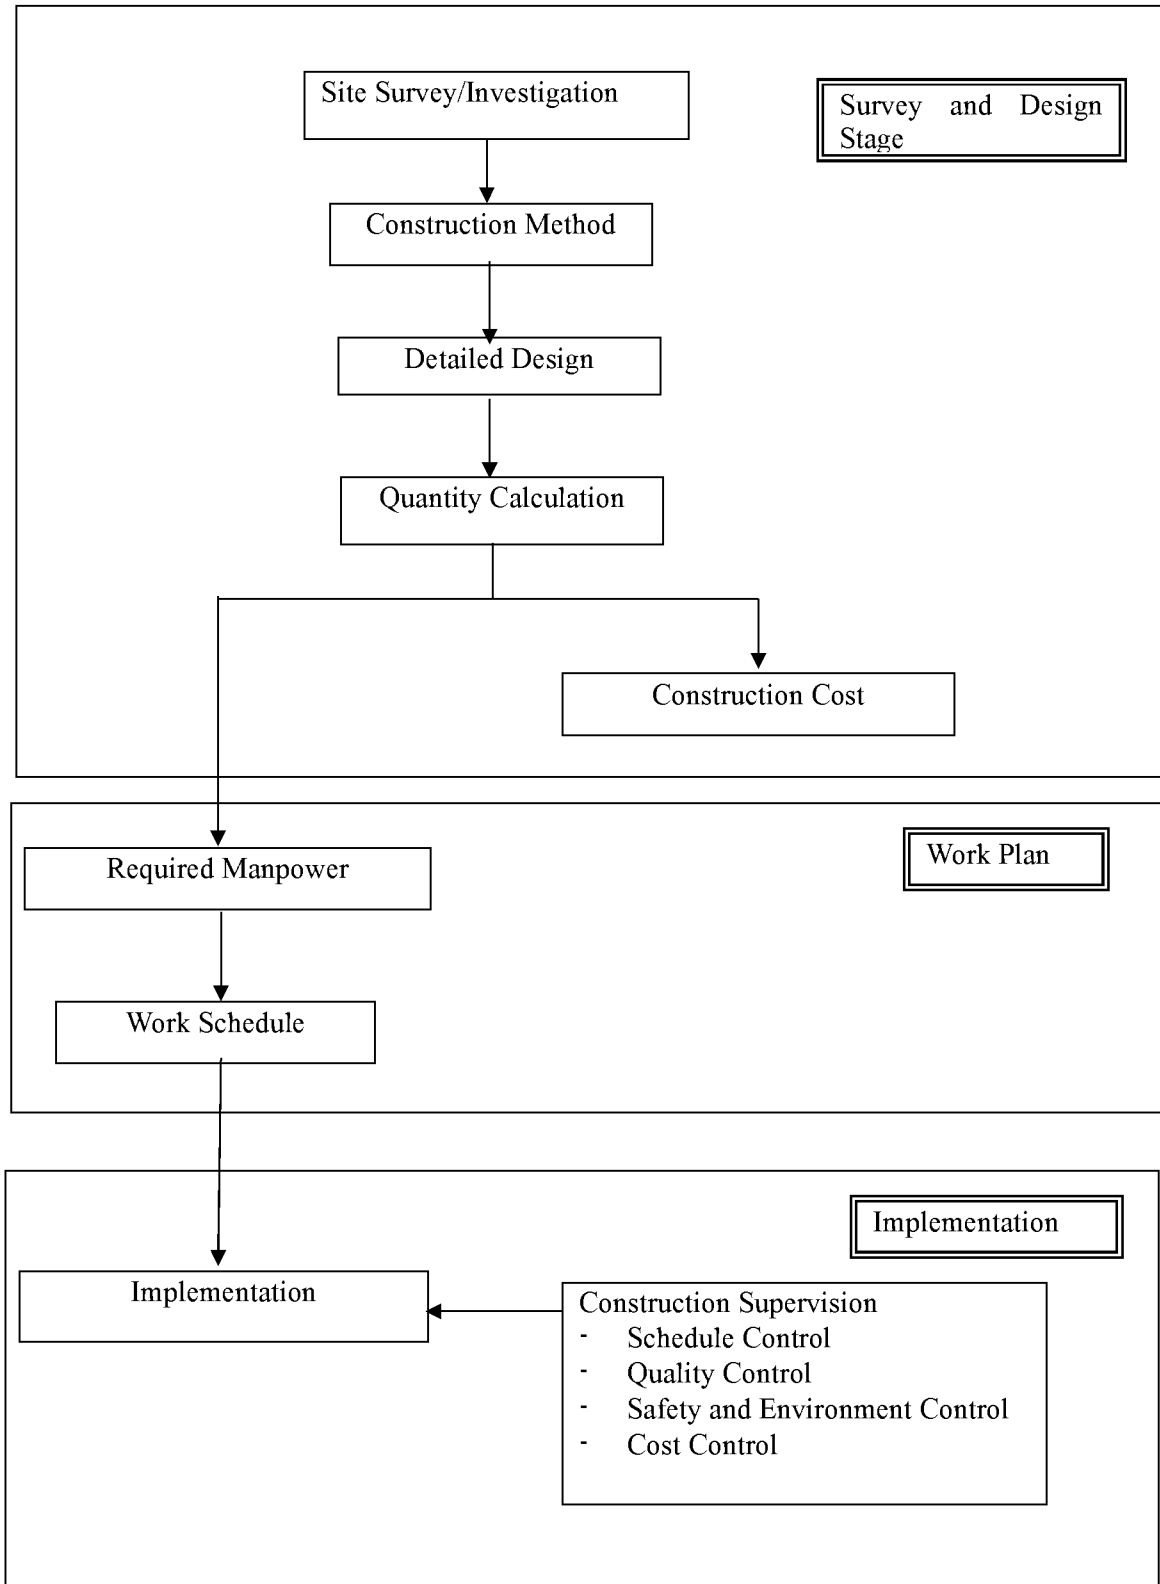 Site Survey/Investigation
Survey and Design
Stage
Construction Method
Detailed Design
Quantity Calculation
Construction Cost
Work Plan
Required Manpower
Work Schedule
Implementation
Implementation
Construction Supervision
- Schedule Control
- Quality Control
- Safety and Environment Control
- Cost Control